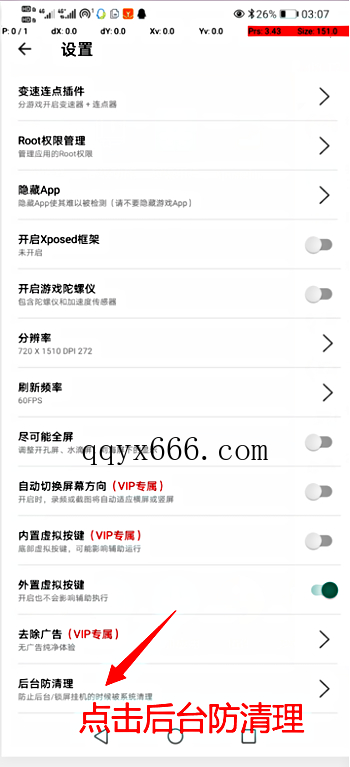 26% 03:07
P: 0 / 1 dX: 0.0 dY: 0.0 Xv: 0.0 Yv: 0.0 Prs: 3.43 Size: 151.0
设置
变速连点插件
分游戏开启变速器 + 连点器
Root权限管理
管理应用的Root权限
隐藏App
隐藏App使其难以被检测（请不要隐藏游戏App）
开启Xposed框架
未开启
开启游戏陀螺仪
包含陀螺仪和加速度传感器
分辨率
720 X 1510 DPI 272
刷新频率
60FPS
尽可能全屏
调整开孔屏、水滴屏、
qqyx666.com
自动切换屏幕方向（VIP专属）
开启时，录频或截图将自动适应横屏或竖屏
内置虚拟按键（VIP专属）
底部虚拟按键，可能影响辅助运行
外置虚拟按键
开启也不会影响辅助执行
去除广告（VIP专属）
无广告纯净体验
后台防清理
防止后台/锁屏挂机的时候被系统清理
点击后台防清理